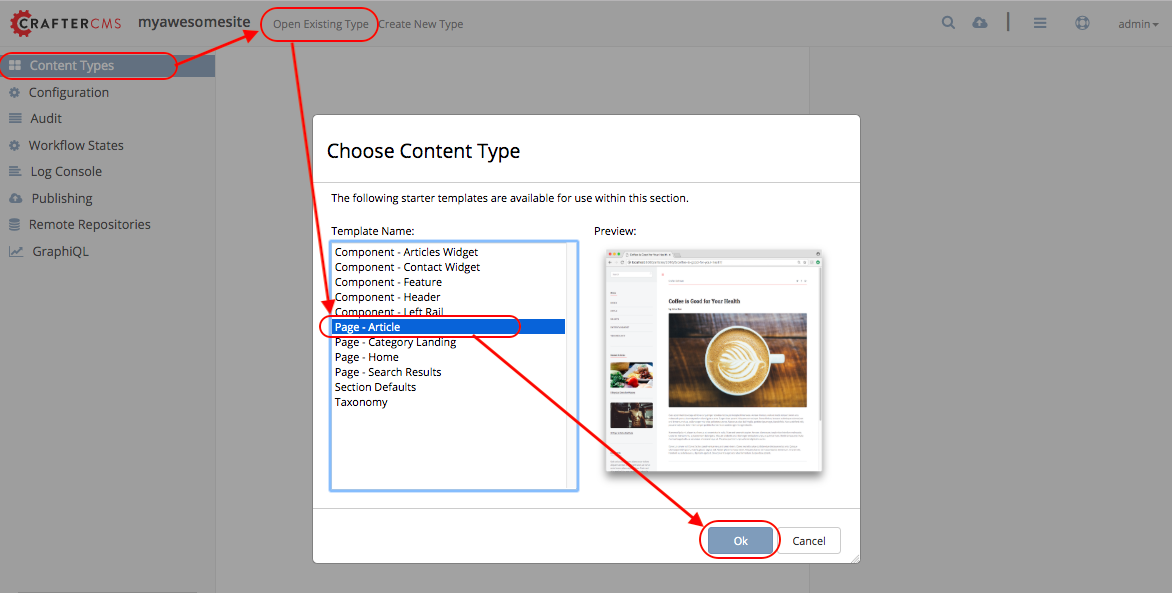 CRAFTERCMS myawesomesite Open Existing Type Create New Type admin
Content Types
Configuration
Audit
Workflow States
Log Console
Publishing
Remote Repositories
GraphiQL
Choose Content Type
The following starter templates are available for use within this section.
Template Name:
Component - Articles Widget
Component - Contact Widget
Component - Feature
Component - Header
Component - Left Rail
Page - Article
Page - Category Landing
Page - Home
Page - Search Results
Section Defaults
Taxonomy
Preview:
Coffee is Good for Your Health
Ok Cancel